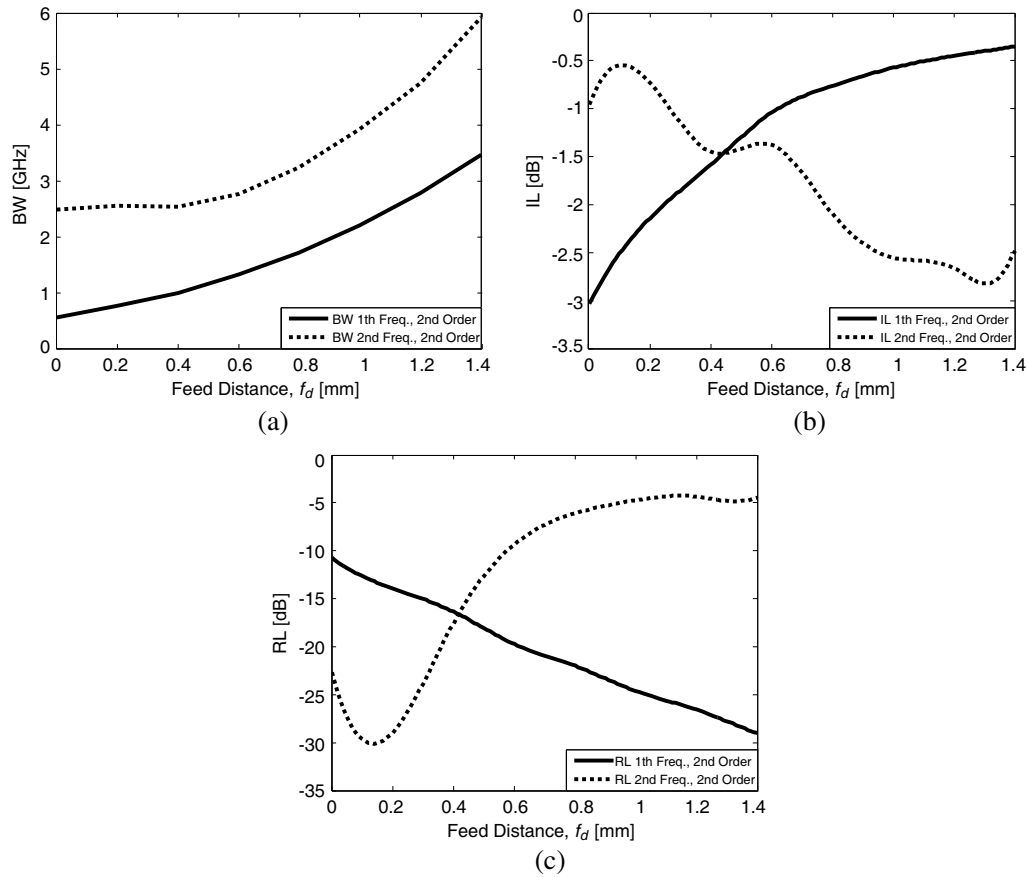 6
5
4
3
2
1
0
BW [GHz]
BW 1th Freq., 2nd Order
BW 2nd Freq., 2nd Order
0 0.2 0.4 0.6 0.8 1 1.2 1.4
Feed Distance, f_d [mm]
(a)
0
-0.5
-1
-1.5
-2
-2.5
-3
-3.5
IL [dB]
IL 1th Freq., 2nd Order
IL 2nd Freq., 2nd Order
0 0.2 0.4 0.6 0.8 1 1.2 1.4
Feed Distance, f_d [mm]
(b)
0
-5
-10
-15
-20
-25
-30
-35
RL [dB]
RL 1th Freq., 2nd Order
RL 2nd Freq., 2nd Order
0 0.2 0.4 0.6 0.8 1 1.2 1.4
Feed Distance, f_d [mm]
(c)